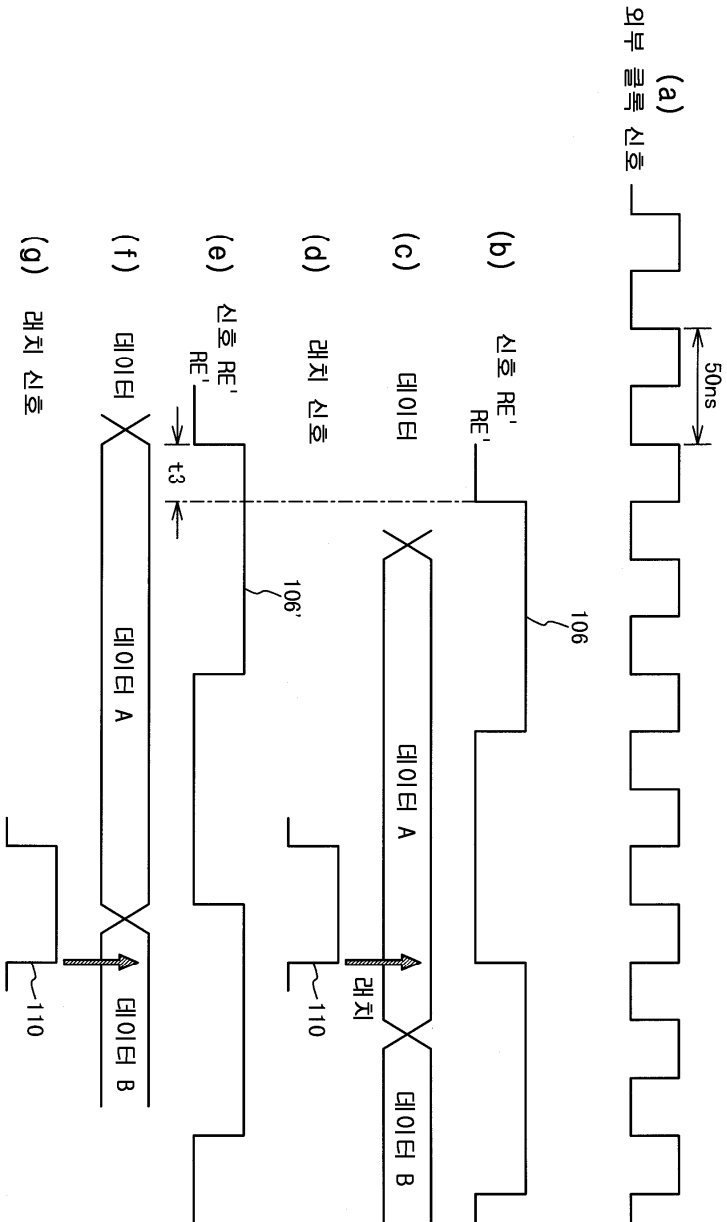 (a)
외부 클록 신호
50ns
(b) 신호 RE'
RE'
106
(c) 데이터
데이터 A
데이터 B
래치
(d) 래치 신호
110
(e) 신호 RE'
RE'
t3
106'
(f) 데이터
데이터 A
데이터 B
(g) 래치 신호
110